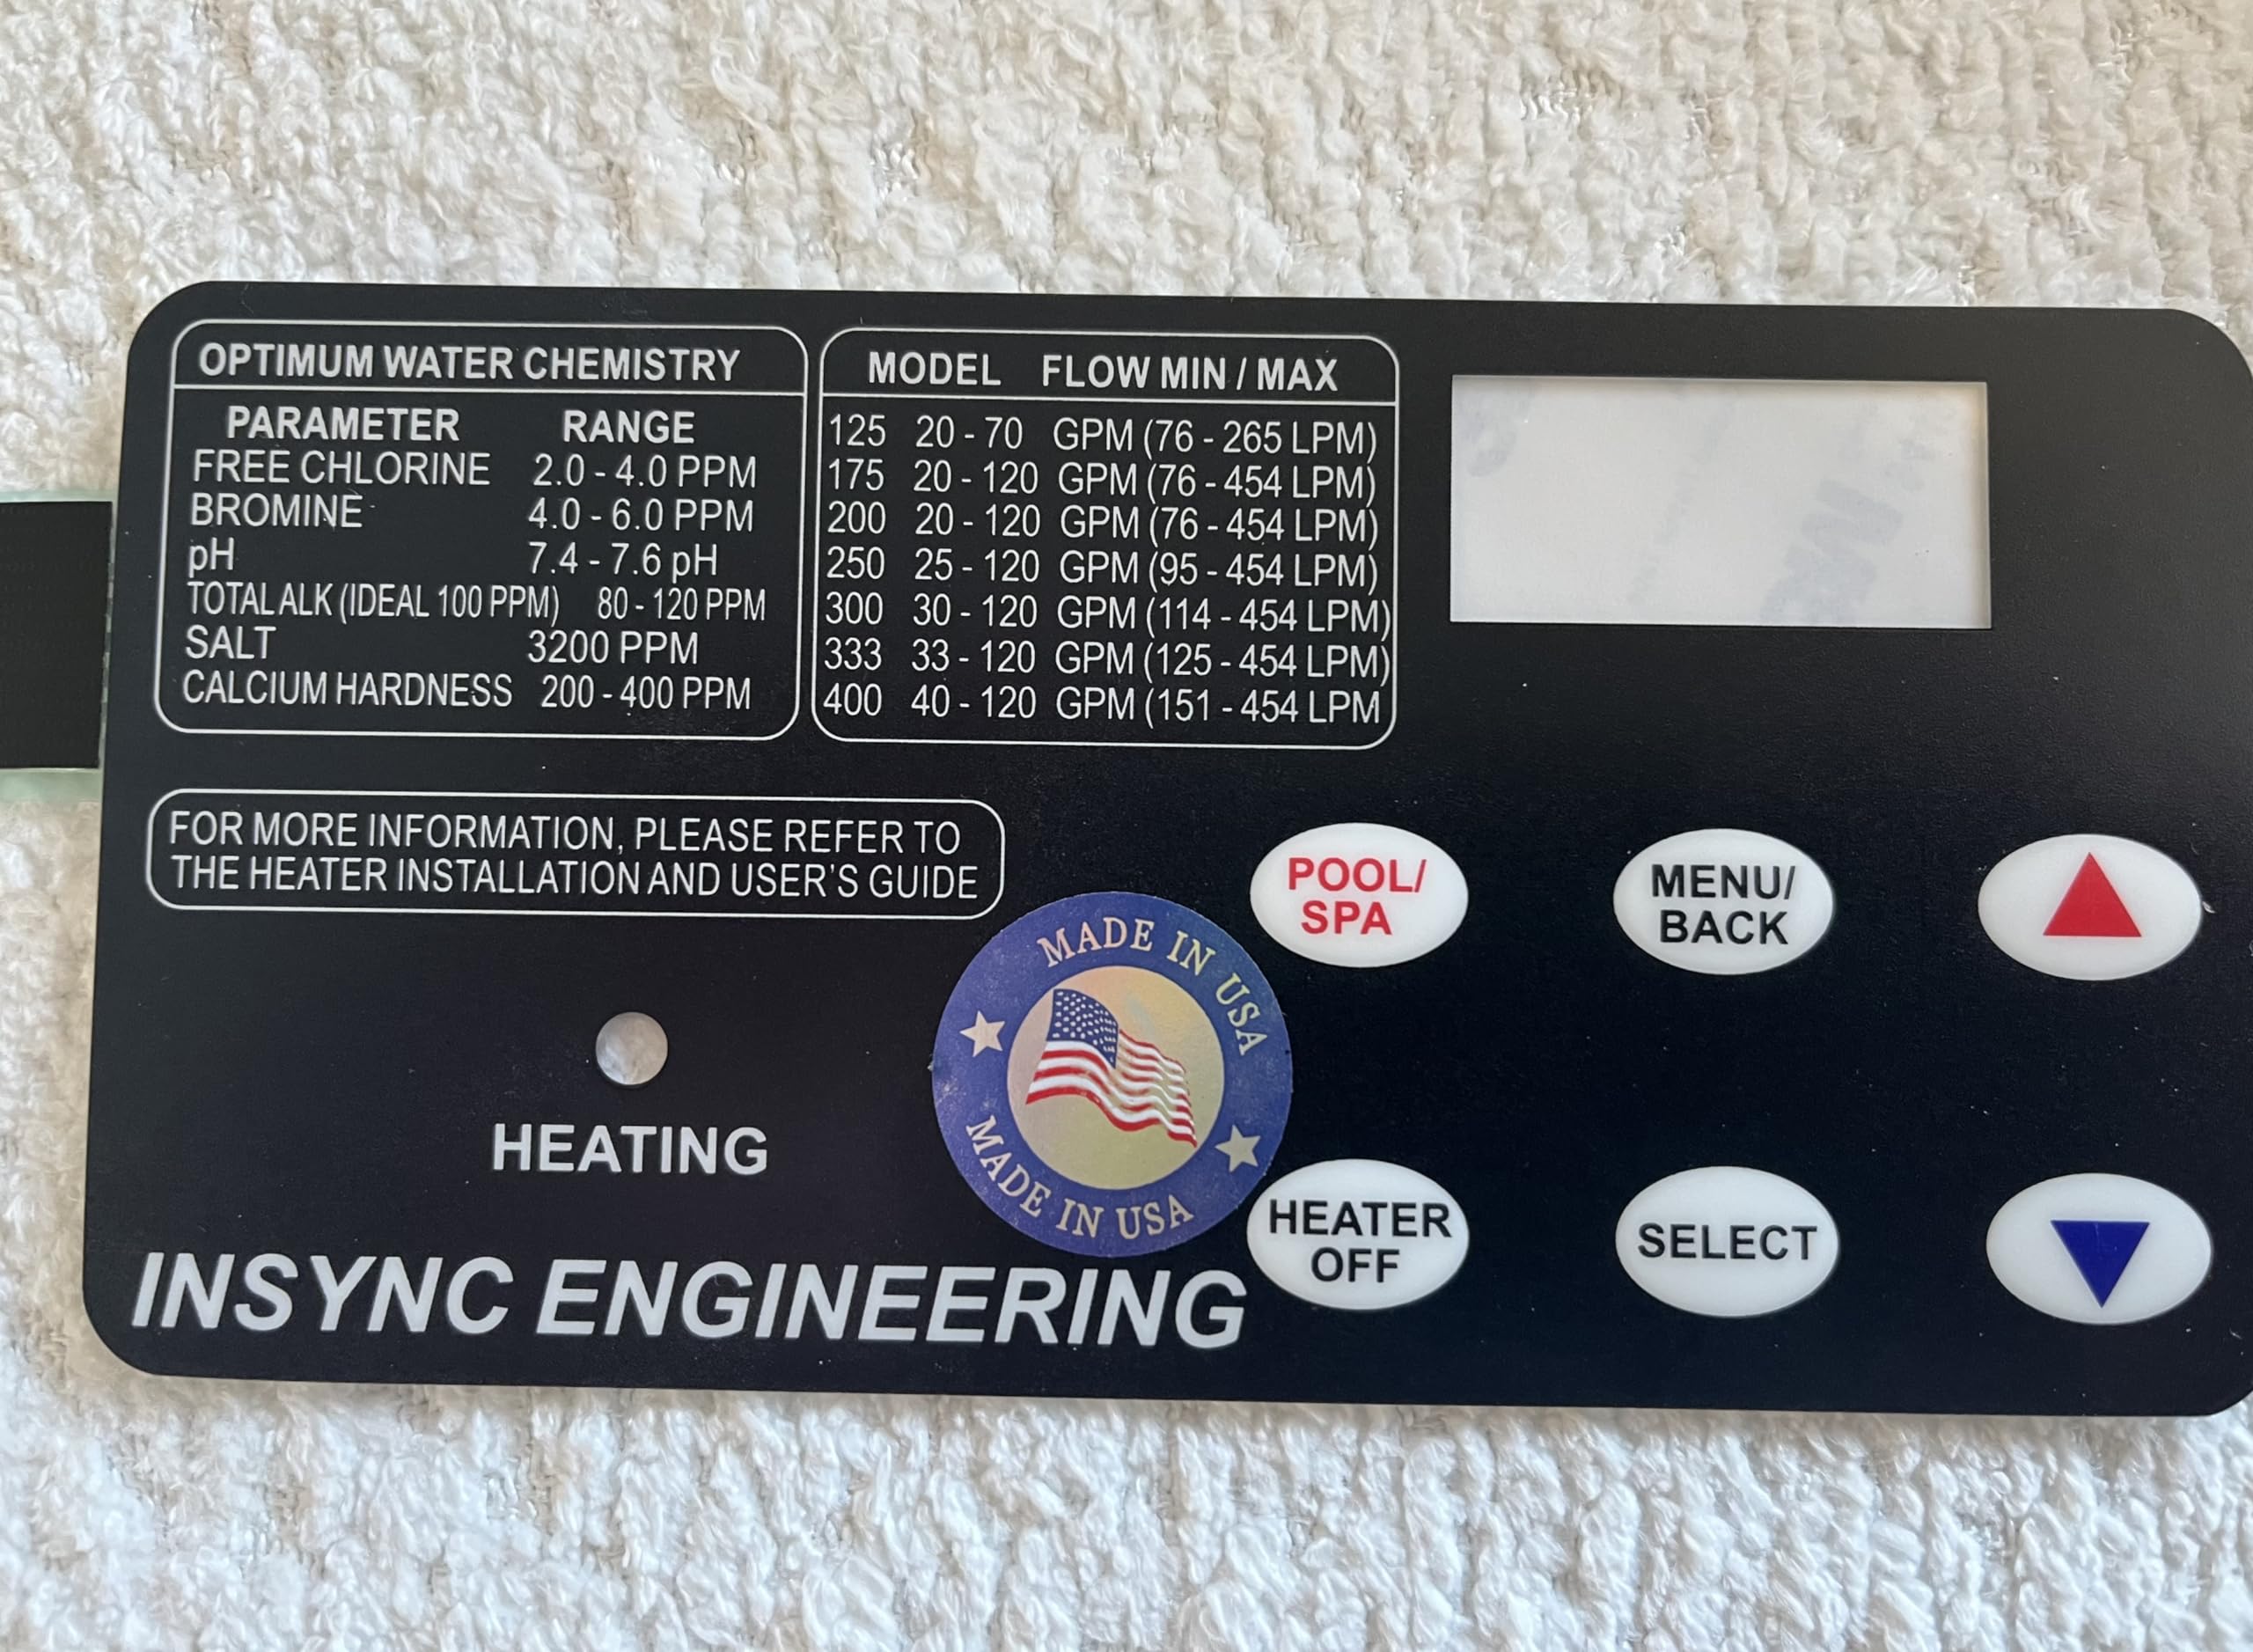 OPTIMUM WATER CHEMISTRY
PARAMETER RANGE
FREE CHLORINE 2.0 - 4.0 PPM
BROMINE 4.0 - 6.0 PPM
pH 7.4 - 7.6 pH
TOTAL ALK (IDEAL 100 PPM) 80 - 120 PPM
SALT 3200 PPM
CALCIUM HARDNESS 200 - 400 PPM
MODEL FLOW MIN / MAX
125 20 - 70 GPM (76 - 265 LPM)
175 20 - 120 GPM (76 - 454 LPM)
200 20 - 120 GPM (76 - 454 LPM)
250 25 - 120 GPM (95 - 454 LPM)
300 30 - 120 GPM (114 - 454 LPM)
333 33 - 120 GPM (125 - 454 LPM)
400 40 - 120 GPM (151 - 454 LPM
FOR MORE INFORMATION, PLEASE REFER TO
THE HEATER INSTALLATION AND USER'S GUIDE
POOL/
SPA
MENU/
BACK
MADE IN USA
MADE IN USA
HEATING
HEATER
OFF
SELECT
INSYNC ENGINEERING